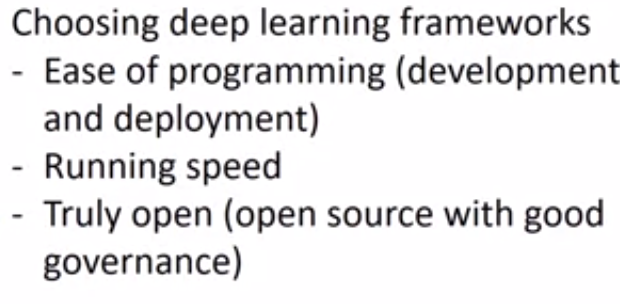 Choosing deep learning frameworks
- Ease of programming (development
and deployment)
- Running speed
- Truly open (open source with good
governance)